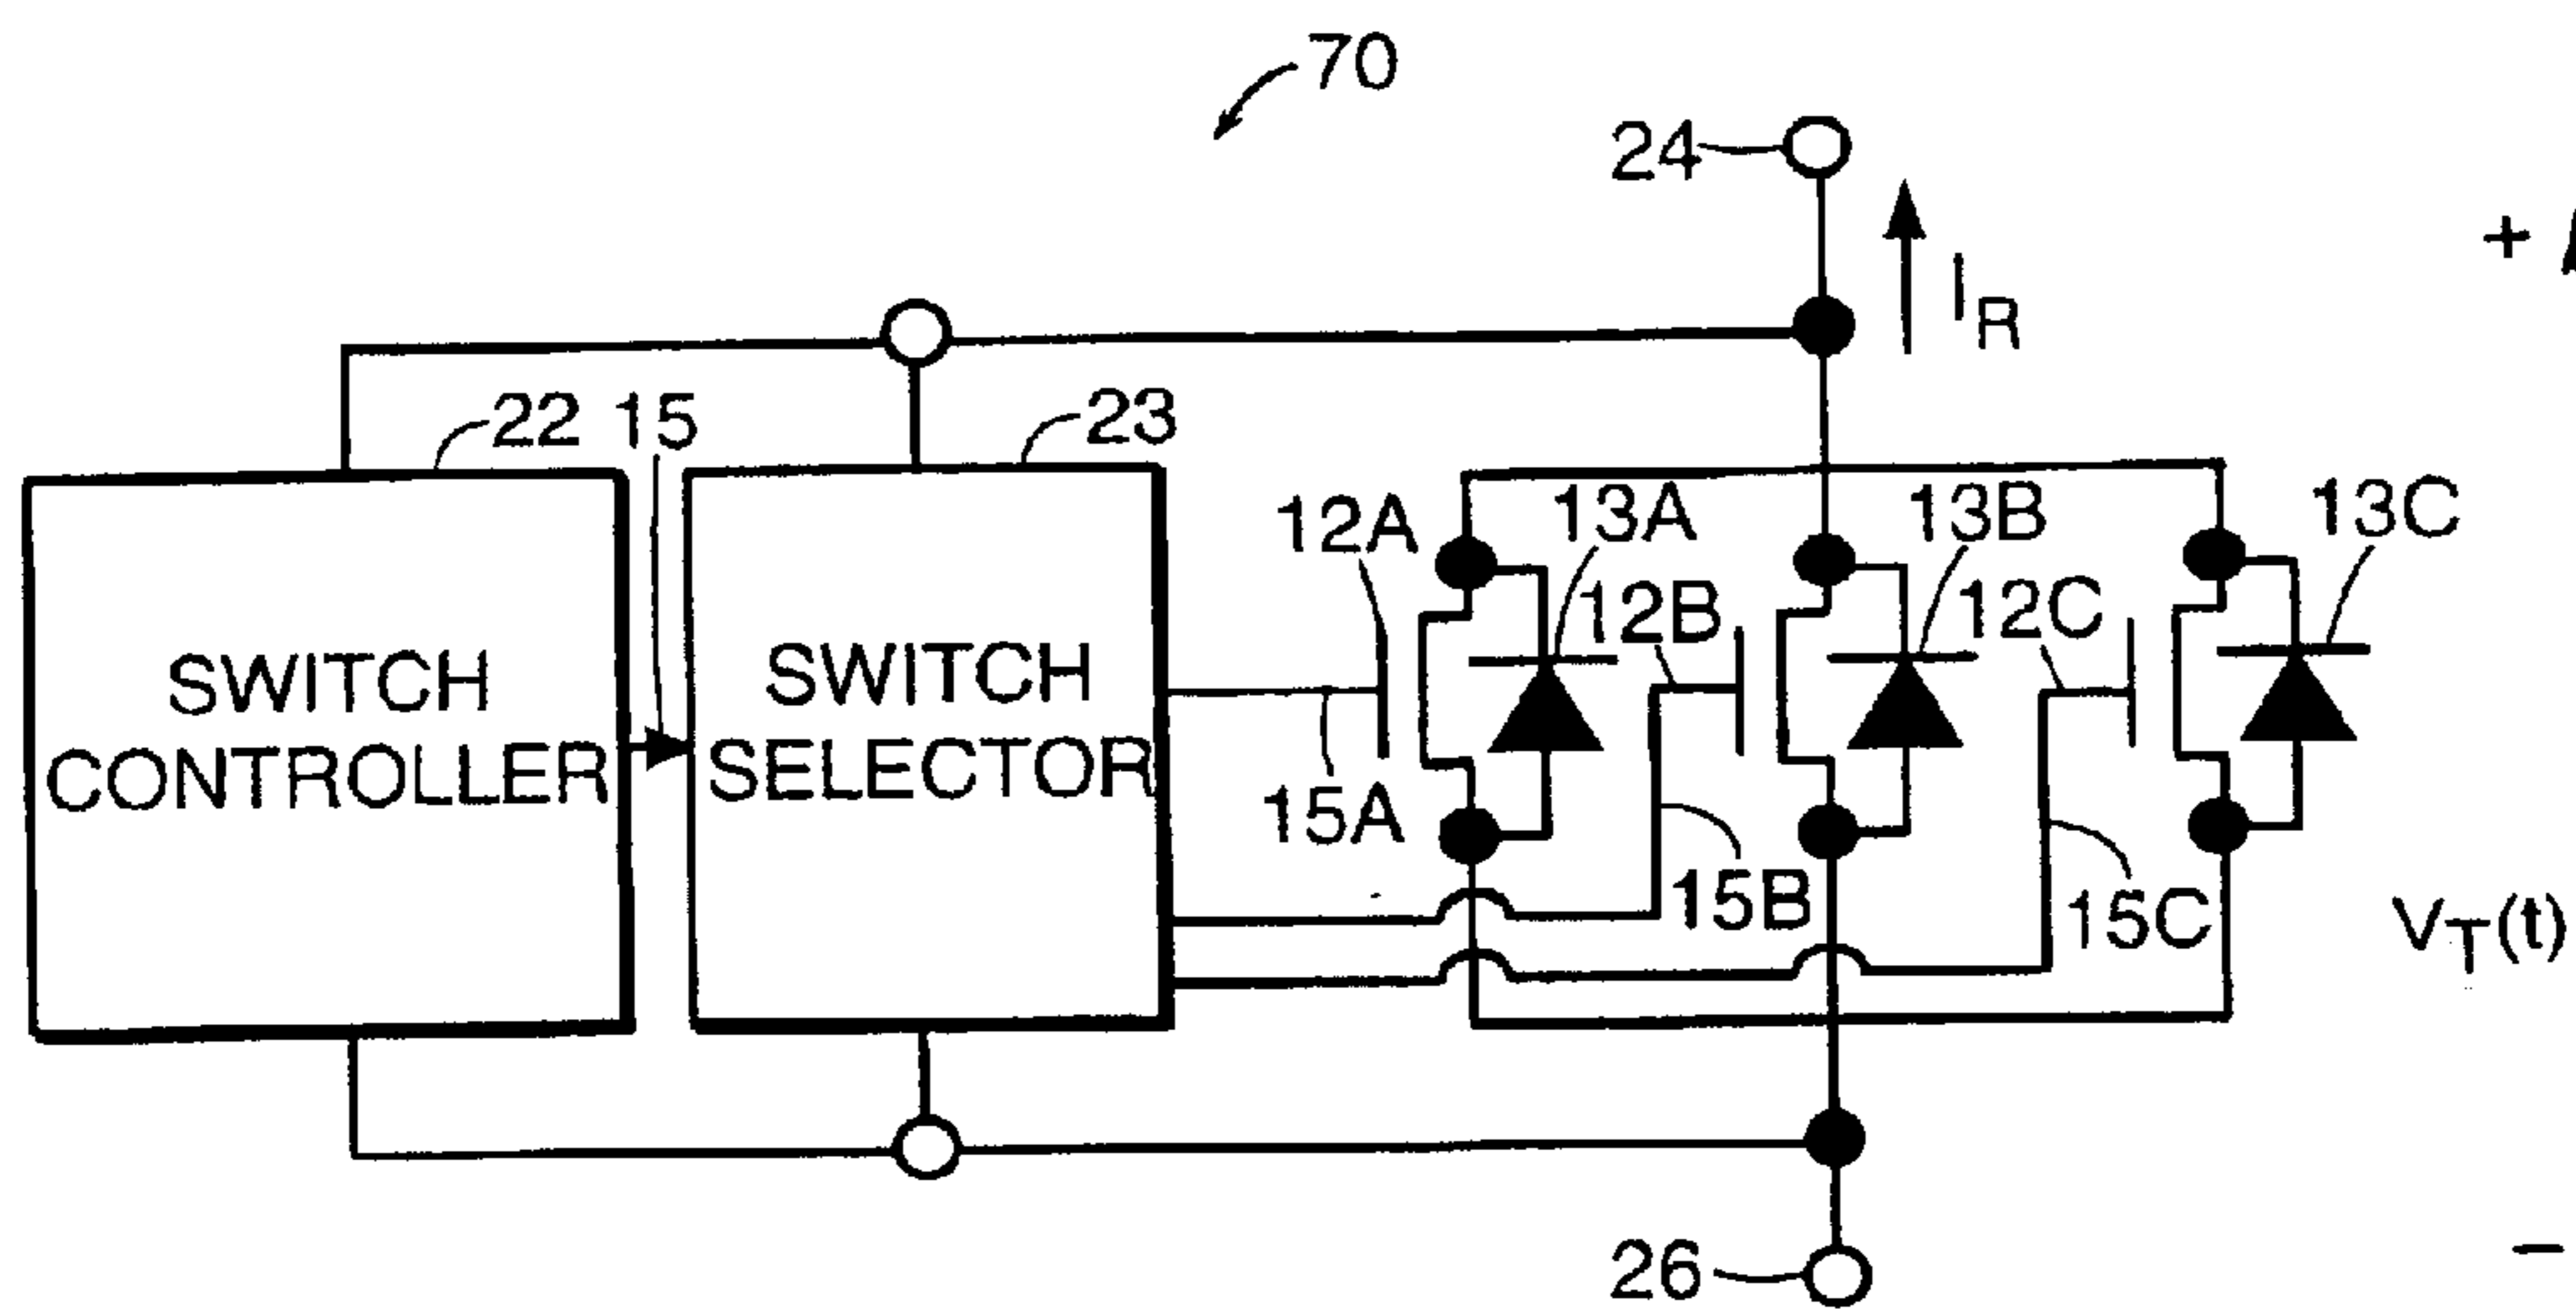 70
24
+
I_R
22 15 23
12A 13A 13B 13C
12B 12C
SWITCH CONTROLLER
SWITCH SELECTOR
15A 15B 15C
V_T(t)
26
−